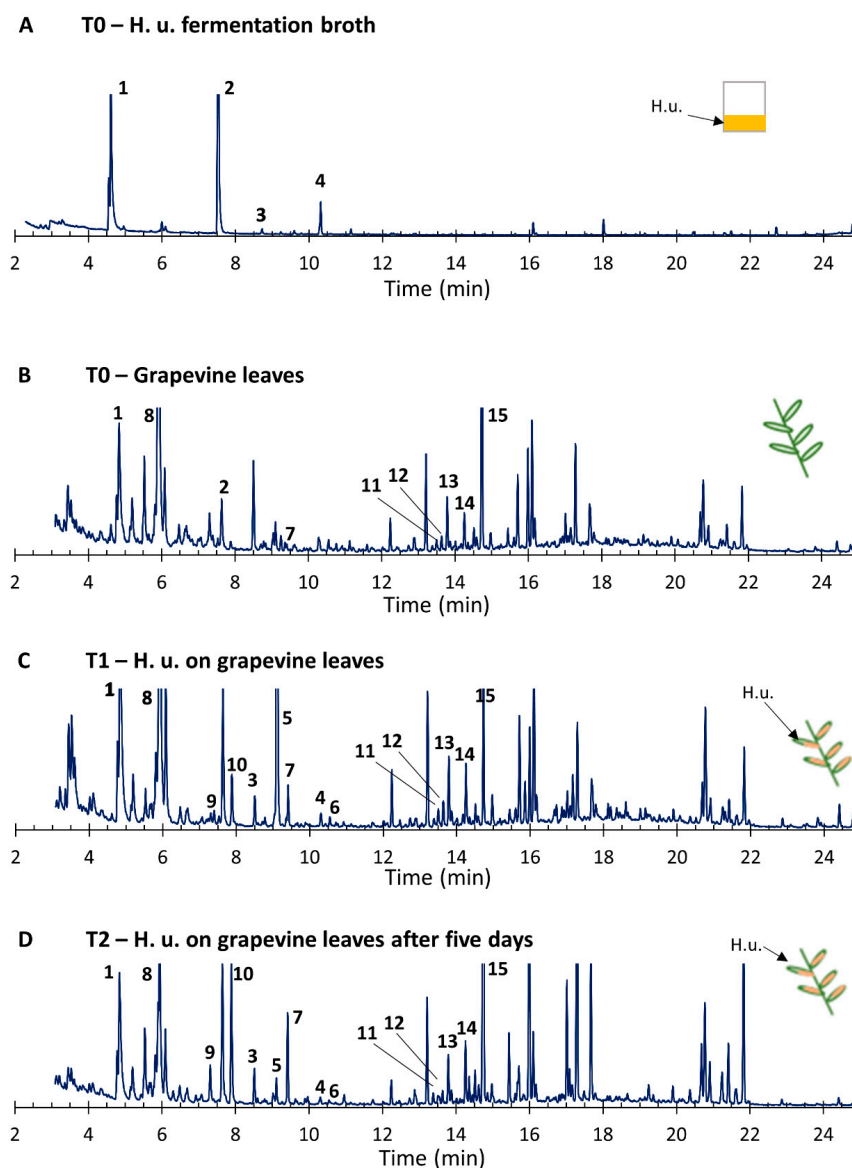 A T0 – H. u. fermentation broth
1 2
H.u.
4
3
2 4 6 8 10 12 14 16 18 20 22 24
Time (min)
B T0 – Grapevine leaves
1 8 15
12 13
11
2 14
7
2 4 6 8 10 12 14 16 18 20 22 24
Time (min)
C T1 – H. u. on grapevine leaves
1 8 15 H.u.
5
12 13
11 14
10 7
9 3 4 6
2 4 6 8 10 12 14 16 18 20 22 24
Time (min)
D T2 – H. u. on grapevine leaves after five days
H.u.
1 8 10 15
7
12 14
11 13
9 3 5
4 6
2 4 6 8 10 12 14 16 18 20 22 24
Time (min)